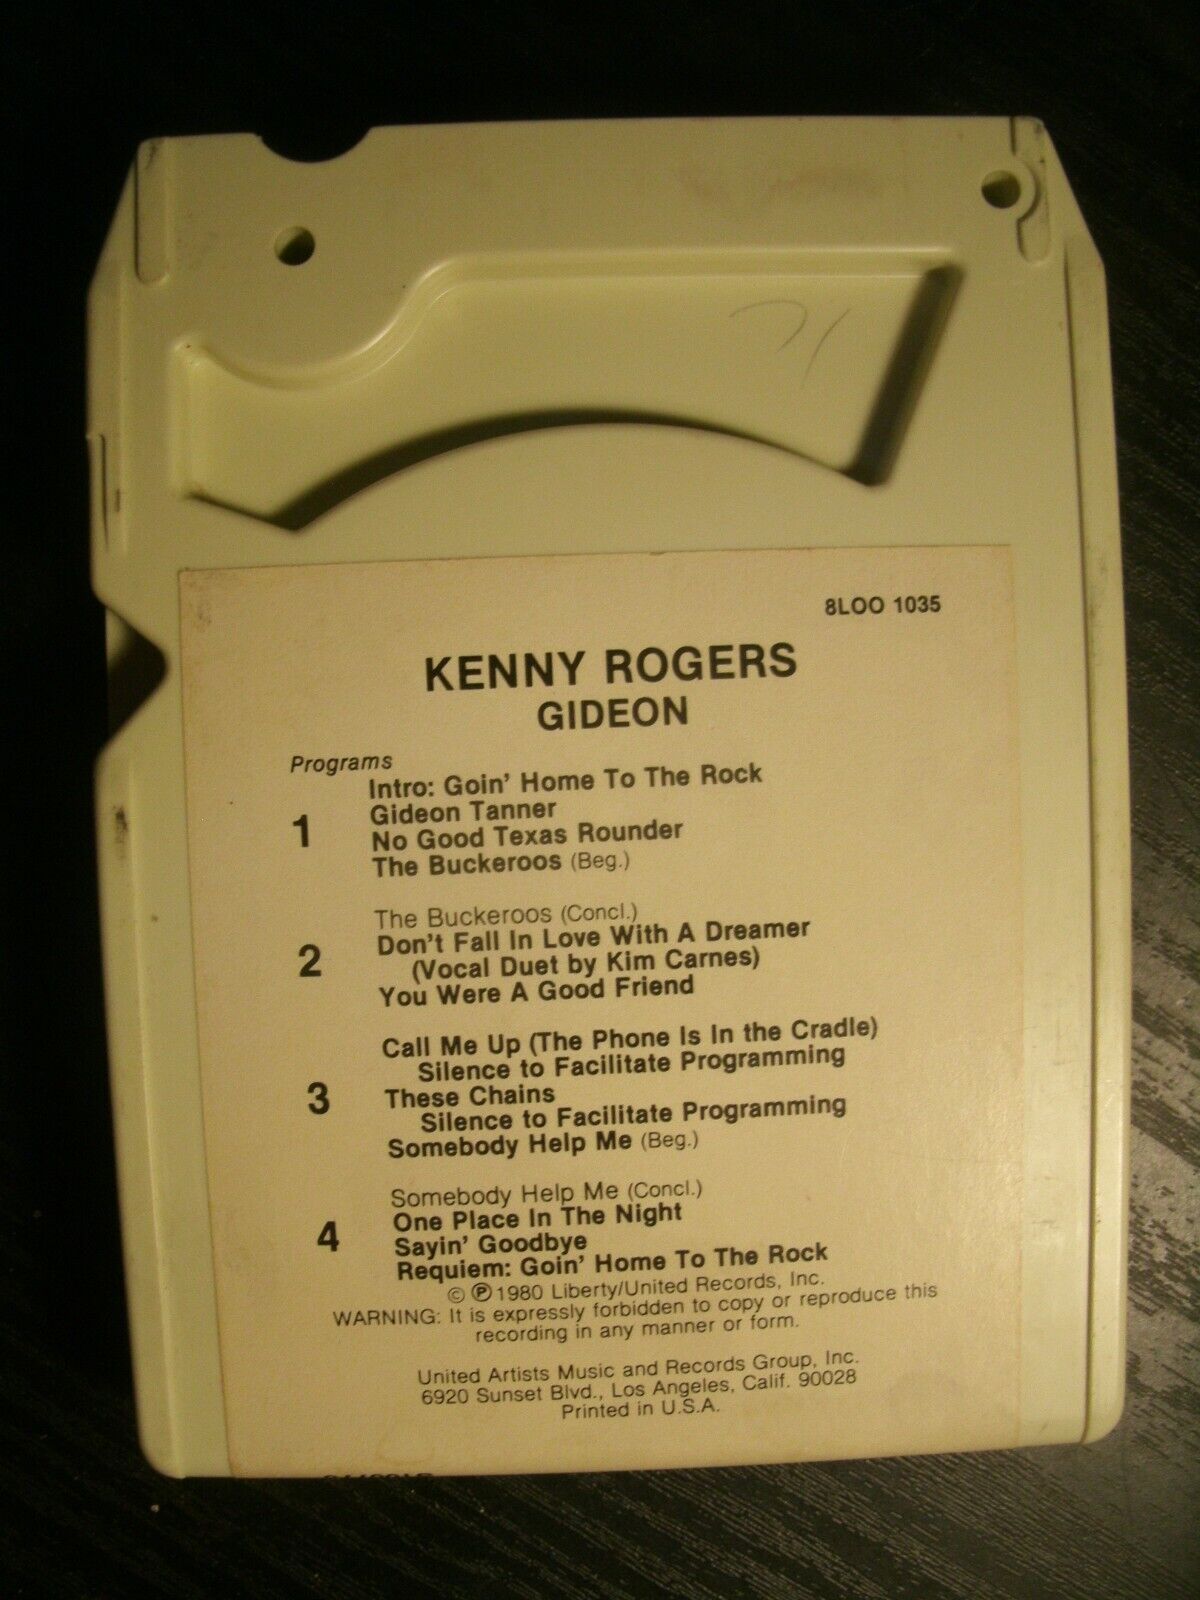 8LOO 1035
KENNY ROGERS
GIDEON
Programs
1
Intro: Goin' Home To The Rock
Gideon Tanner
No Good Texas Rounder
The Buckeroos (Beg.)
2
The Buckeroos (Concl.)
Don't Fall In Love With A Dreamer
(Vocal Duet by Kim Carnes)
You Were A Good Friend
3
Call Me Up (The Phone Is In the Cradle)
Silence to Facilitate Programming
These Chains
Silence to Facilitate Programming
Somebody Help Me (Beg.)
4
Somebody Help Me (Concl.)
One Place In The Night
Sayin' Goodbye
Requiem: Goin' Home To The Rock
© ℗ 1980 Liberty/United Records, Inc.
WARNING: It is expressly forbidden to copy or reproduce this
recording in any manner or form.
United Artists Music and Records Group, Inc.
6920 Sunset Blvd., Los Angeles, Calif. 90028
Printed in U.S.A.